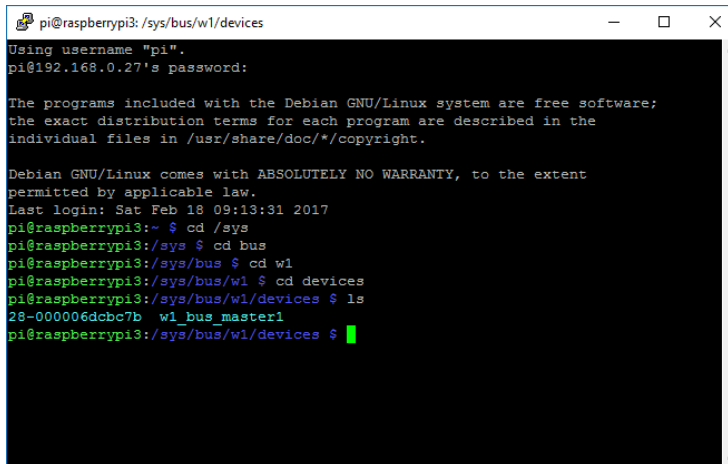 pi@raspberrypi3: /sys/bus/w1/devices
Using username "pi".
pi@192.168.0.27's password:
The programs included with the Debian GNU/Linux system are free software;
the exact distribution terms for each program are described in the
individual files in /usr/share/doc/*/copyright.
Debian GNU/Linux comes with ABSOLUTELY NO WARRANTY, to the extent
permitted by applicable law.
Last login: Sat Feb 18 09:13:31 2017
pi@raspberrypi3:~ $ cd /sys
pi@raspberrypi3:/sys $ cd bus
pi@raspberrypi3:/sys/bus $ cd w1
pi@raspberrypi3:/sys/bus/w1 $ cd devices
pi@raspberrypi3:/sys/bus/w1/devices $ ls
28-000006dcbc7b  w1_bus_master1
pi@raspberrypi3:/sys/bus/w1/devices $